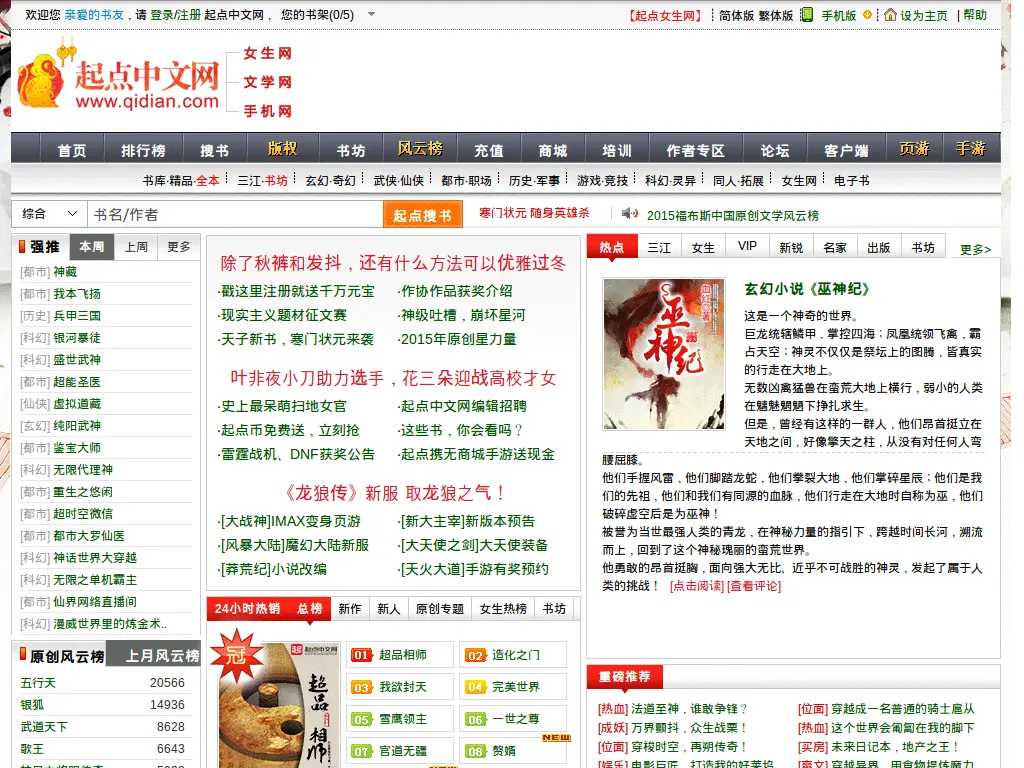 欢迎您 亲爱的书友，请 登录/注册 起点中文网， 您的书架(0/5)
【起点女生网】 简体版 繁体版 手机版 设为主页 | 帮助
起点中文网
www.qidian.com
女生网
文学网
手机网
首页 排行榜 搜书 版权 书坊 风云榜 充值 商城 培训 作者专区 论坛 客户端 页游 手游
书库·精品·全本 三江·书坊 玄幻·奇幻 武侠·仙侠 都市·职场 历史·军事 游戏·竞技 科幻·灵异 同人·拓展 女生网 电子书
综合 书名/作者 起点搜书 寒门状元 随身英雄杀 2015福布斯中国原创文学风云榜
强推 本周 上周 更多
[都市] 神藏
[都市] 我本飞扬
[历史] 兵甲三国
[科幻] 银河暴徒
[科幻] 盛世武神
[都市] 超能圣医
[仙侠] 虚拟道藏
[玄幻] 纯阳武神
[都市] 鉴宝大师
[科幻] 无限代理神
[都市] 重生之悠闲
[都市] 超时空微信
[都市] 都市大罗仙医
[科幻] 神话世界大穿越
[科幻] 无限之单机霸主
[都市] 仙界网络直播间
[科幻] 漫威世界里的炼金术..
原创风云榜 上月风云榜
五行天 20566
银狐 14936
武道天下 8628
歌王 6643
除了秋裤和发抖，还有什么方法可以优雅过冬
·戳这里注册就送千万元宝 ·作协作品获奖介绍
·现实主义题材征文赛 ·神级吐槽，崩坏星河
·天子新书，寒门状元来袭 ·2015年原创星力量
叶非夜小刀助力选手，花三朵迎战高校才女
·史上最呆萌扫地女官 ·起点中文网编辑招聘
·起点币免费送，立刻抢 ·这些书，你会看吗？
·雷霆战机、DNF获奖公告 ·起点携无商城手游送现金
《龙狼传》新服 取龙狼之气！
·[大战神]IMAX变身页游 ·[新大主宰]新版本预告
·[风暴大陆]魔幻大陆新服 ·[大天使之剑]大天使装备
·[莽荒纪]小说改编 ·[天火大道]手游有奖预约
24小时热销 总榜 新作 新人 原创专题 女生热榜 书坊
冠
起点中文网
超品相师
01 超品相师 02 造化之门
03 我欲封天 04 完美世界
05 雪鹰领主 06 一世之尊
NEW
07 官道无疆 08 赘婿
热点 三江 女生 VIP 新锐 名家 出版 书坊 更多>
巫神纪
血红 著
玄幻小说《巫神纪》
这是一个神奇的世界。
巨龙统辖鳞甲，掌控四海；凤凰统领飞禽，霸
占天空；神灵不仅仅是祭坛上的图腾，皆真实
的行走在大地上。
无数凶禽猛兽在蛮荒大地上横行，弱小的人类
在魑魅魍魉下挣扎求生。
但是，曾经有这样的一群人，他们昂首挺立在
天地之间，好像擎天之柱，从没有对任何人弯
腰屈膝。
他们手握风雷，他们脚踏龙蛇，他们拳裂大地，他们掌碎星辰；他们是我
们的先祖，他们和我们有同源的血脉，他们行走在大地时自称为巫，他们
破碎虚空后是为巫神！
被誉为当世最强人类的青龙，在神秘力量的指引下，跨越时间长河，溯流
而上，回到了这个神秘瑰丽的蛮荒世界。
他勇敢的昂首挺胸，面向强大无比、近乎不可战胜的神灵，发起了属于人
类的挑战！ [点击阅读] [查看评论]
重磅推荐
[热血] 法道至神，谁敢争锋？ [位面] 穿越成一名普通的骑士扈从
[成妖] 万界颤抖，众生战栗！ [热血] 这个世界会匍匐在我的脚下
[位面] 穿梭时空，再朔传奇！ [买房] 未来日记本，地产之王！